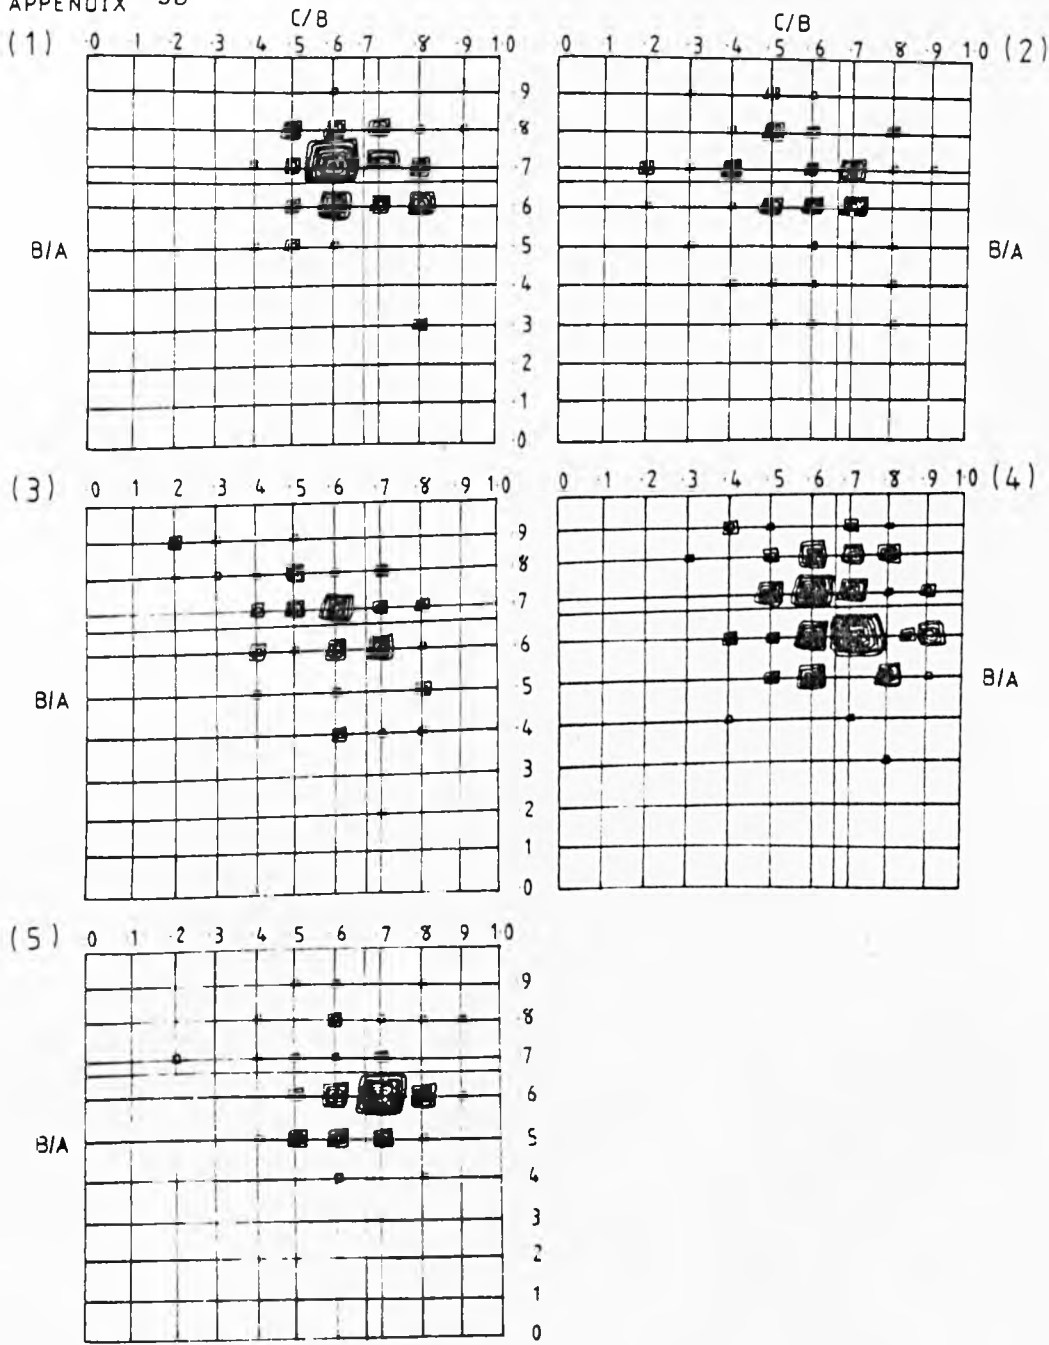 APPENDIX
C/B
(1) ·0 ·1 ·2 ·3 ·4 ·5 ·6 ·7 ·8 ·9 1·0
·9
·8
·7
·6
B/A ·5
·4
·3
·2
·1
·0
C/B
·0 ·1 ·2 ·3 ·4 ·5 ·6 ·7 ·8 ·9 1·0 (2)
B/A
(3) ·0 ·1 ·2 ·3 ·4 ·5 ·6 ·7 ·8 ·9 1·0
·9
·8
·7
·6
B/A ·5
·4
·3
·2
·1
·0
·0 ·1 ·2 ·3 ·4 ·5 ·6 ·7 ·8 ·9 1·0 (4)
B/A
(5) ·0 ·1 ·2 ·3 ·4 ·5 ·6 ·7 ·8 ·9 1·0
·9
·8
·7
6
B/A 5
4
3
2
1
0